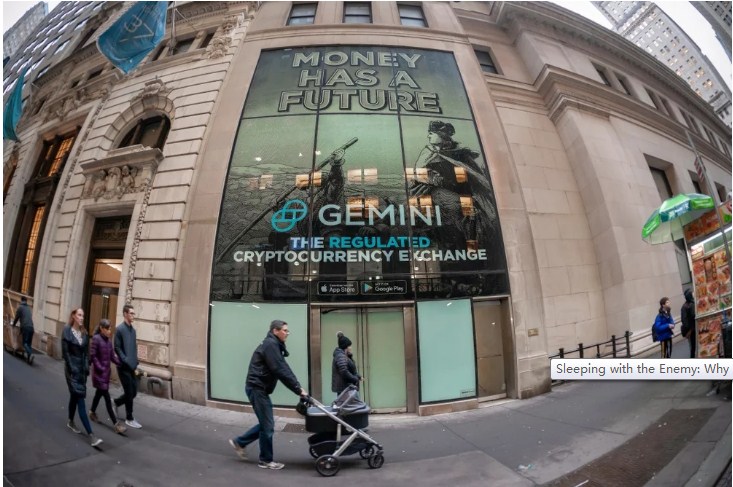 MONEY
HAS A
FUTURE
GEMINI
THE REGULATED
CRYPTOCURRENCY EXCHANGE
App Store
Google Play
Sleeping with the Enemy: Why